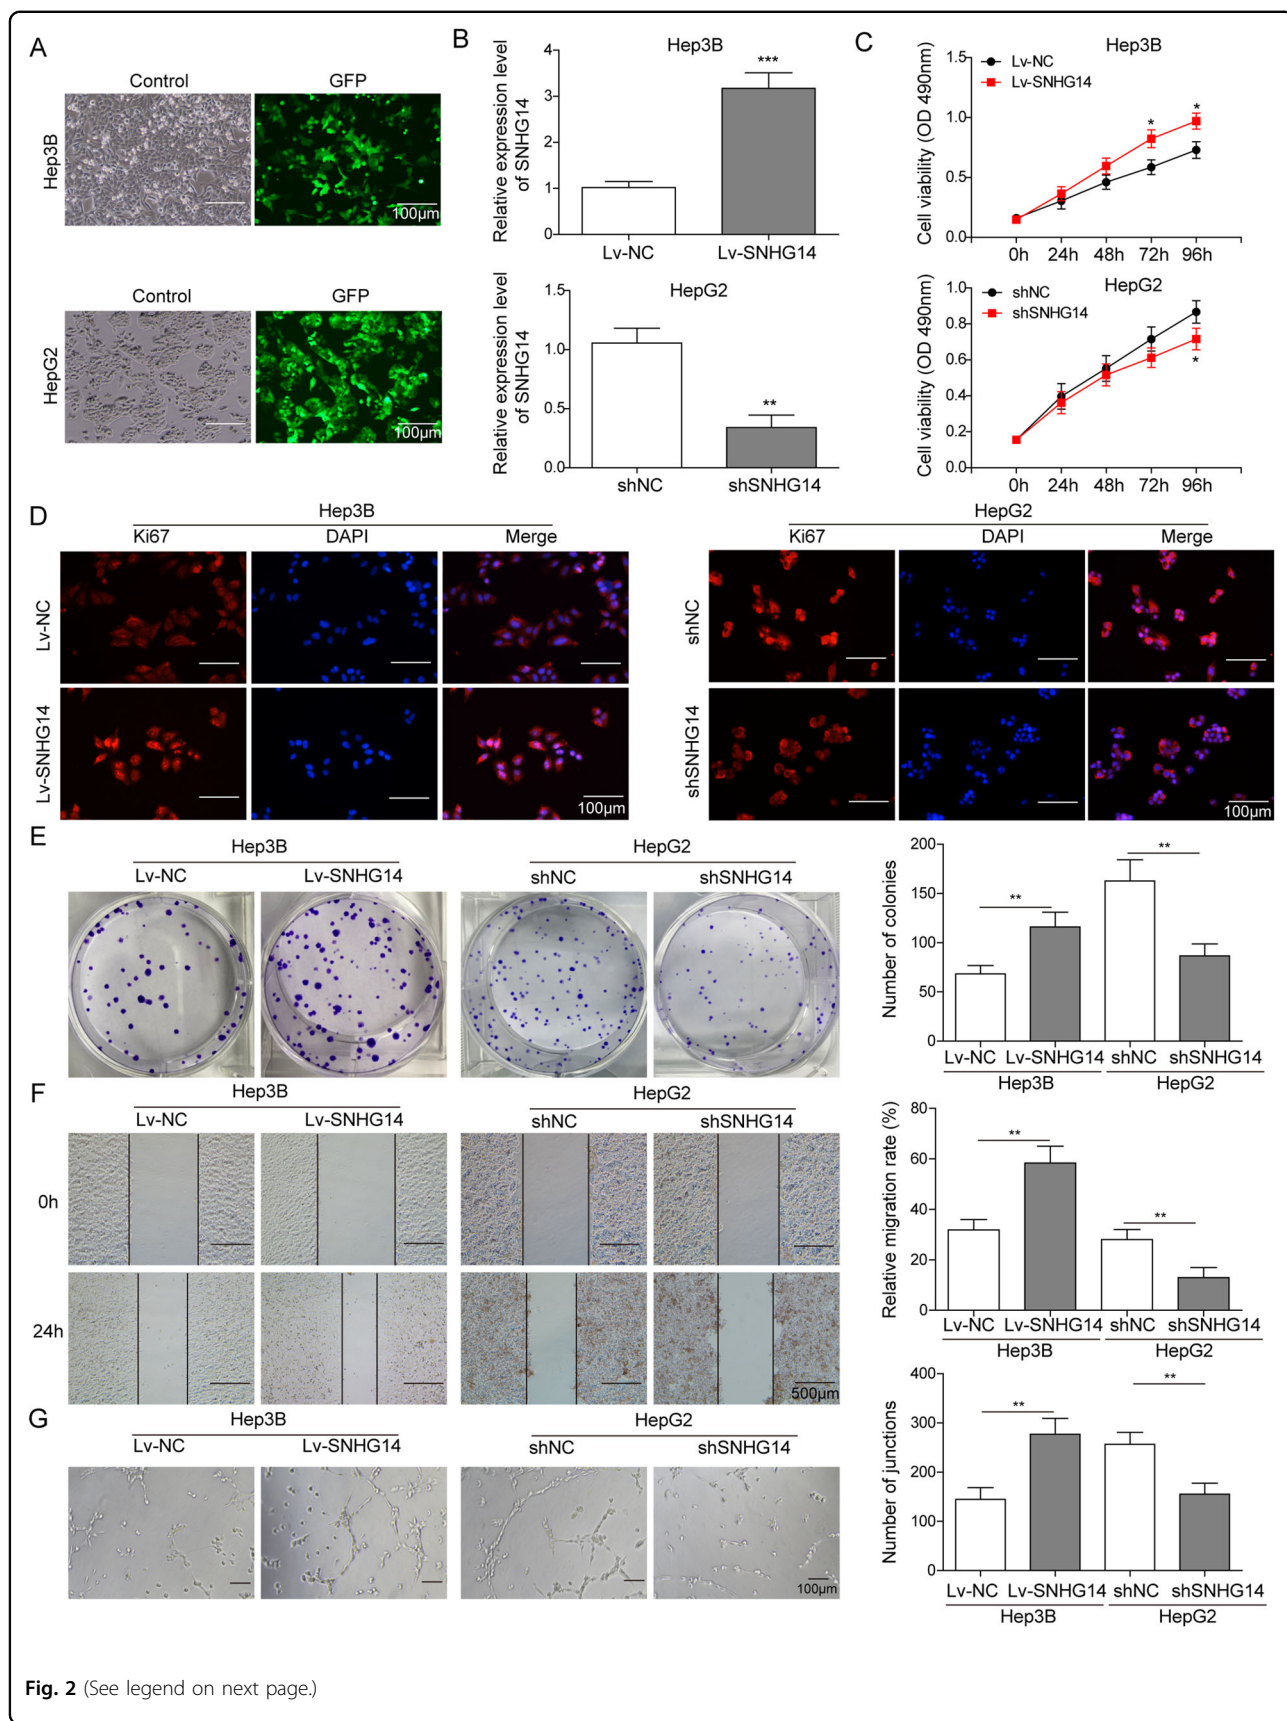 A
Control
GFP
Hep3B
100µm
Control
GFP
HepG2
100µm
B
Hep3B
Relative expression level
of SNHG14
4
3
2
1
0
***
Lv-NC
Lv-SNHG14
HepG2
Relative expression level
of SNHG14
1.5
1.0
0.5
0.0
**
shNC
shSNHG14
C
Hep3B
Lv-NC
Lv-SNHG14
Cell viability (OD 490nm)
1.5
1.0
0.5
0.0
*
*
0h 24h 48h 72h 96h
HepG2
shNC
shSNHG14
Cell viability (OD 490nm)
1.0
0.8
0.6
0.4
0.2
0.0
*
0h 24h 48h 72h 96h
D
Hep3B
Ki67 DAPI Merge
Lv-NC
Lv-SNHG14
100µm
HepG2
Ki67 DAPI Merge
shNC
shSNHG14
100µm
E
Hep3B
Lv-NC Lv-SNHG14
HepG2
shNC shSNHG14
Number of colonies
200
150
100
50
0
**
**
Lv-NC Lv-SNHG14 shNC shSNHG14
Hep3B HepG2
F
Hep3B
Lv-NC Lv-SNHG14
HepG2
shNC shSNHG14
0h
24h
500µm
Relative migration rate (%)
80
60
40
20
0
**
**
Lv-NC Lv-SNHG14 shNC shSNHG14
Hep3B HepG2
G
Hep3B
Lv-NC Lv-SNHG14
HepG2
shNC shSNHG14
100µm
Number of junctions
400
300
200
100
0
**
**
Lv-NC Lv-SNHG14 shNC shSNHG14
Hep3B HepG2
Fig. 2 (See legend on next page.)